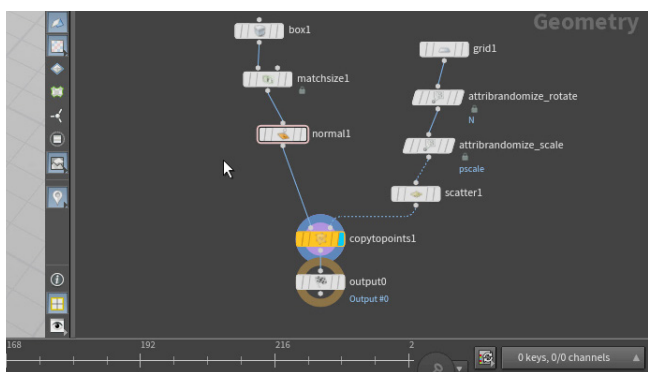 Geometry
box1
grid1
matchsize1
attribrandomize_rotate
N
normal1
attribrandomize_scale
pscale
scatter1
copytopoints1
output0
Output #0
168 192 216 2
0 keys, 0/0 channels